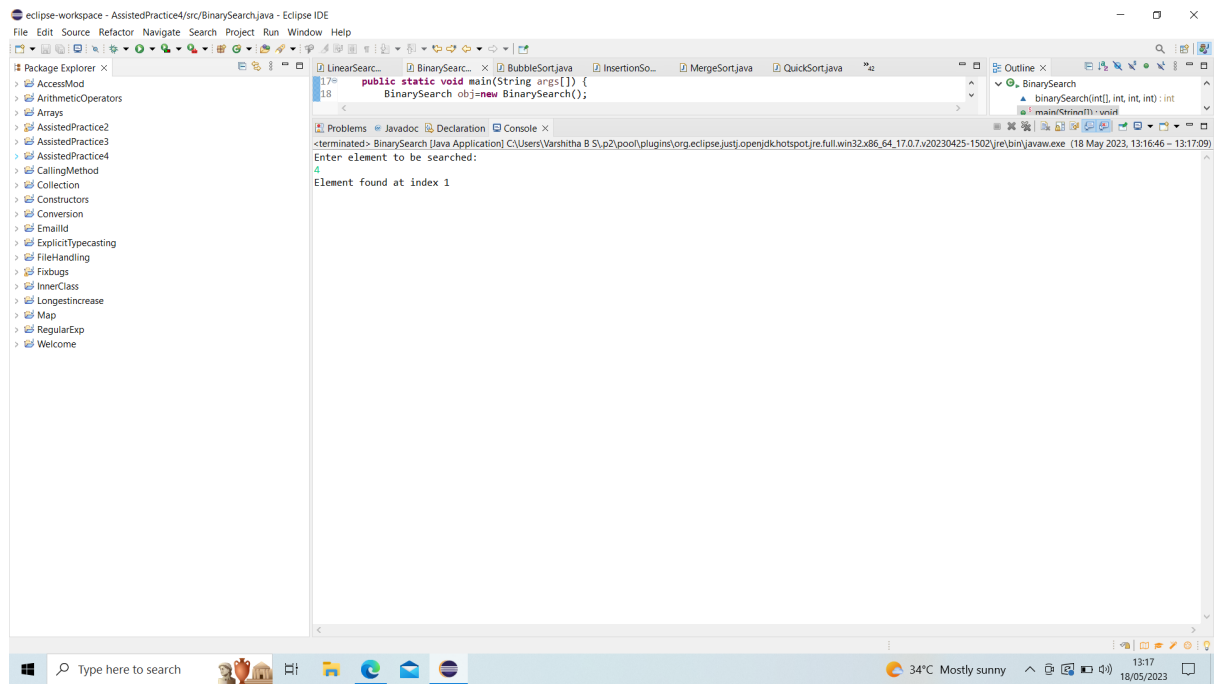 eclipse-workspace - AssistedPractice4/src/BinarySearch.java - Eclipse IDE
File Edit Source Refactor Navigate Search Project Run Window Help
Package Explorer
AccessMod
ArithmeticOperators
Arrays
AssistedPractice2
AssistedPractice3
AssistedPractice4
CallingMethod
Collection
Constructors
Conversion
EmailId
ExplicitTypecasting
FileHandling
Fixbugs
InnerClass
Longestincrease
Map
RegularExp
Welcome
LinearSearc... BinarySearc... BubbleSort.java InsertionSo... MergeSort.java QuickSort.java »42
17 public static void main(String args[]) {
18 BinarySearch obj=new BinarySearch();
Outline
BinarySearch
binarySearch(int[], int, int, int) : int
main(String[]) : void
Problems Javadoc Declaration Console
<terminated> BinarySearch [Java Application] C:\Users\Varshitha B S\.p2\pool\plugins\org.eclipse.justj.openjdk.hotspot.jre.full.win32.x86_64_17.0.7.v20230425-1502\jre\bin\javaw.exe (18 May 2023, 13:16:46 – 13:17:09)
Enter element to be searched:
4
Element found at index 1
Type here to search
34°C Mostly sunny
13:17
18/05/2023